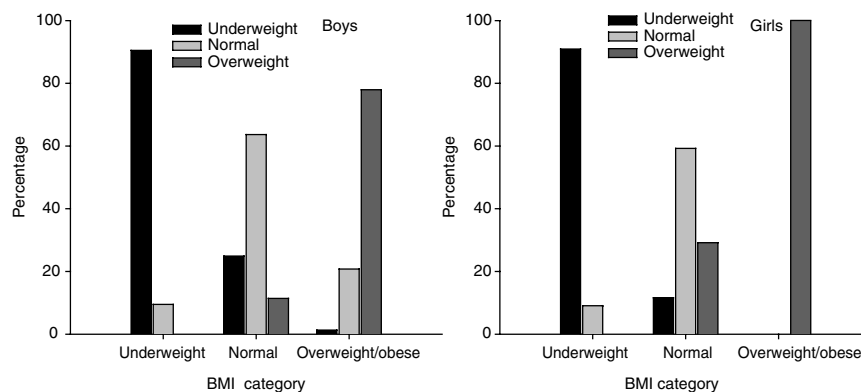 100
80
60
40
20
0
Percentage
Underweight
Normal
Overweight
Boys
Underweight Normal Overweight/obese
BMI category
100
80
60
40
20
0
Percentage
Underweight
Normal
Overweight
Girls
Underweight Normal Overweight/obese
BMI category